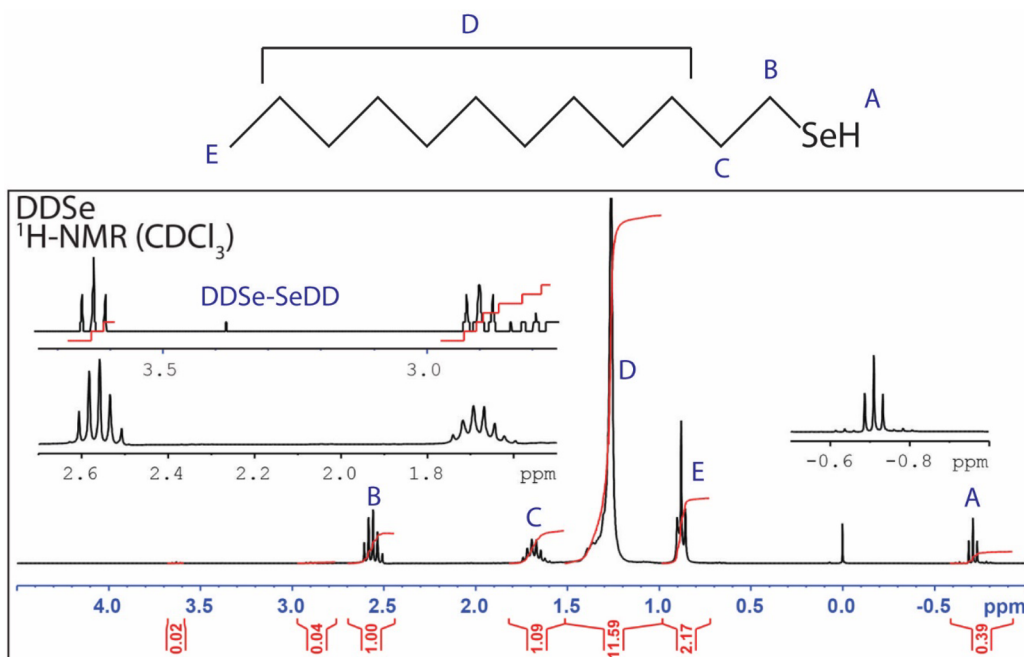 D
B
A
SeH
E
C
DDSe
¹H-NMR (CDCl₃)
DDSe-SeDD
3.5 3.0
D
2.6 2.4 2.2 2.0 1.8 ppm
-0.6 -0.8 ppm
B
C
E
A
4.0 3.5 3.0 2.5 2.0 1.5 1.0 0.5 0.0 -0.5 ppm
0.02 0.04 1.00 1.09 11.59 2.17 0.39